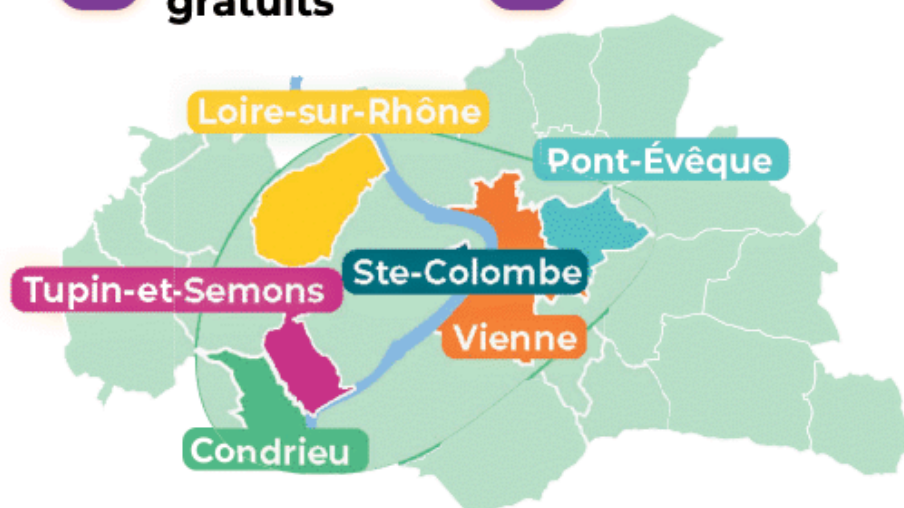 gratuits
Loire-sur-Rhône
Pont-Évêque
Ste-Colombe
Tupin-et-Semons
Vienne
Condrieu